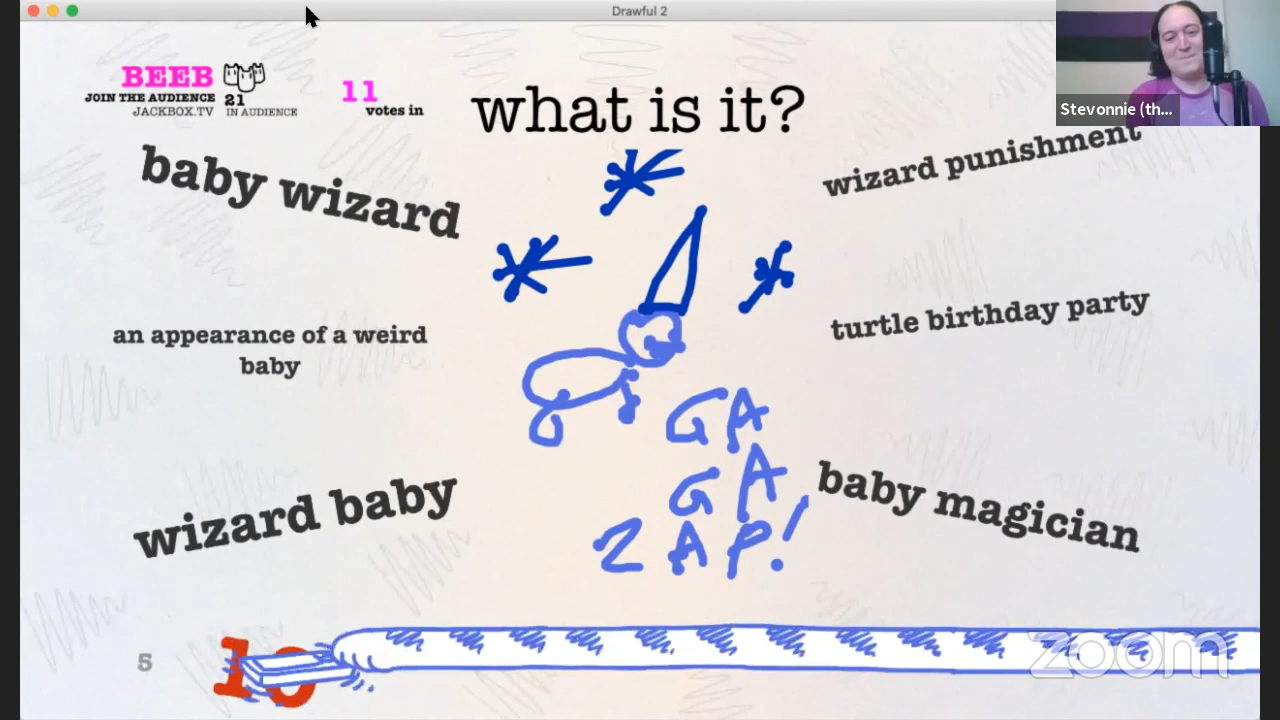 Drawful 2
BEEB
JOIN THE AUDIENCE
JACKBOX.TV
21
IN AUDIENCE
11
votes in
what is it?
Stevonnie (th...
baby wizard
wizard punishment
an appearance of a weird
baby
turtle birthday party
wizard baby
baby magician
GA
GA
ZAP!
5
10
zoom